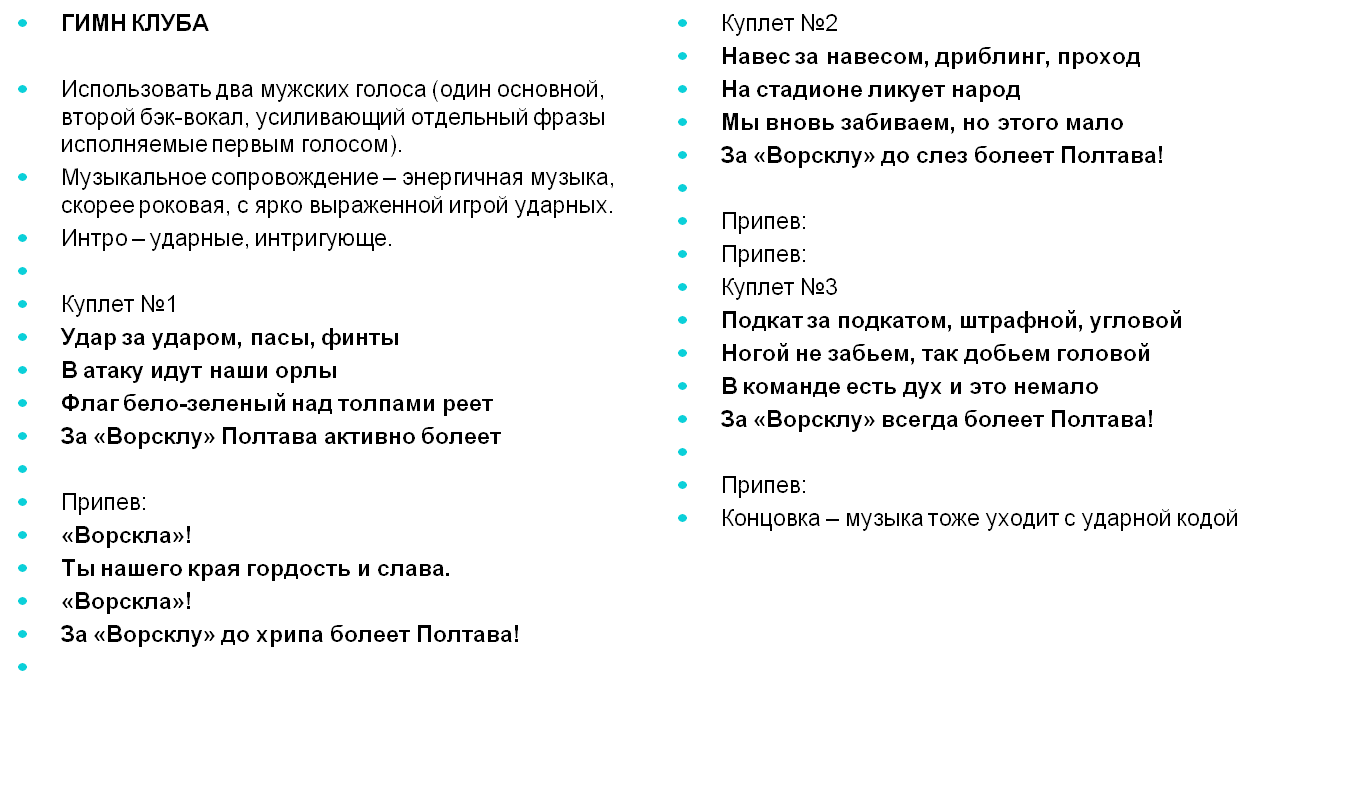 ГИМН КЛУБА
Использовать два мужских голоса (один основной,
второй бэк-вокал, усиливающий отдельный фразы
исполняемые первым голосом).
Музыкальное сопровождение – энергичная музыка,
скорее роковая, с ярко выраженной игрой ударных.
Интро – ударные, интригующе.
Куплет №1
Удар за ударом, пасы, финты
В атаку идут наши орлы
Флаг бело-зеленый над толпами реет
За «Ворсклу» Полтава активно болеет
Припев:
«Ворскла»!
Ты нашего края гордость и слава.
«Ворскла»!
За «Ворсклу» до хрипа болеет Полтава!
Куплет №2
Навес за навесом, дриблинг, проход
На стадионе ликует народ
Мы вновь забиваем, но этого мало
За «Ворсклу» до слез болеет Полтава!
Припев:
Припев:
Куплет №3
Подкат за подкатом, штрафной, угловой
Ногой не забьем, так добьем головой
В команде есть дух и это немало
За «Ворсклу» всегда болеет Полтава!
Припев:
Концовка – музыка тоже уходит с ударной кодой